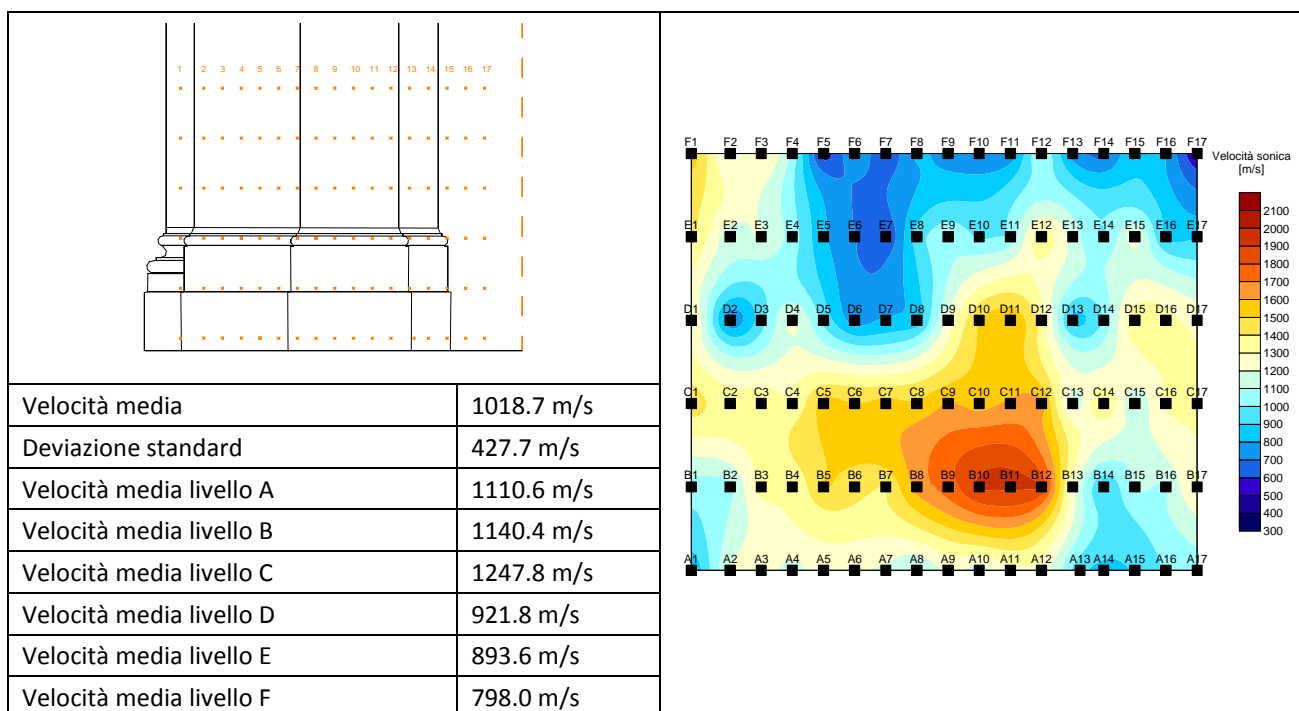 1 2 3 4 5 6 7 8 9 10 11 12 13 14 15 16 17
Velocità media 1018.7 m/s
Deviazione standard 427.7 m/s
Velocità media livello A 1110.6 m/s
Velocità media livello B 1140.4 m/s
Velocità media livello C 1247.8 m/s
Velocità media livello D 921.8 m/s
Velocità media livello E 893.6 m/s
Velocità media livello F 798.0 m/s
F1 F2 F3 F4 F5 F6 F7 F8 F9 F10 F11 F12 F13 F14 F15 F16 F17
E1 E2 E3 E4 E5 E6 E7 E8 E9 E10 E11 E12 E13 E14 E15 E16 E17
D1 D2 D3 D4 D5 D6 D7 D8 D9 D10 D11 D12 D13 D14 D15 D16 D17
C1 C2 C3 C4 C5 C6 C7 C8 C9 C10 C11 C12 C13 C14 C15 C16 C17
B1 B2 B3 B4 B5 B6 B7 B8 B9 B10 B11 B12 B13 B14 B15 B16 B17
A1 A2 A3 A4 A5 A6 A7 A8 A9 A10 A11 A12 A13 A14 A15 A16 A17
Velocità sonica
[m/s]
2100
2000
1900
1800
1700
1600
1500
1400
1300
1200
1100
1000
900
800
700
600
500
400
300